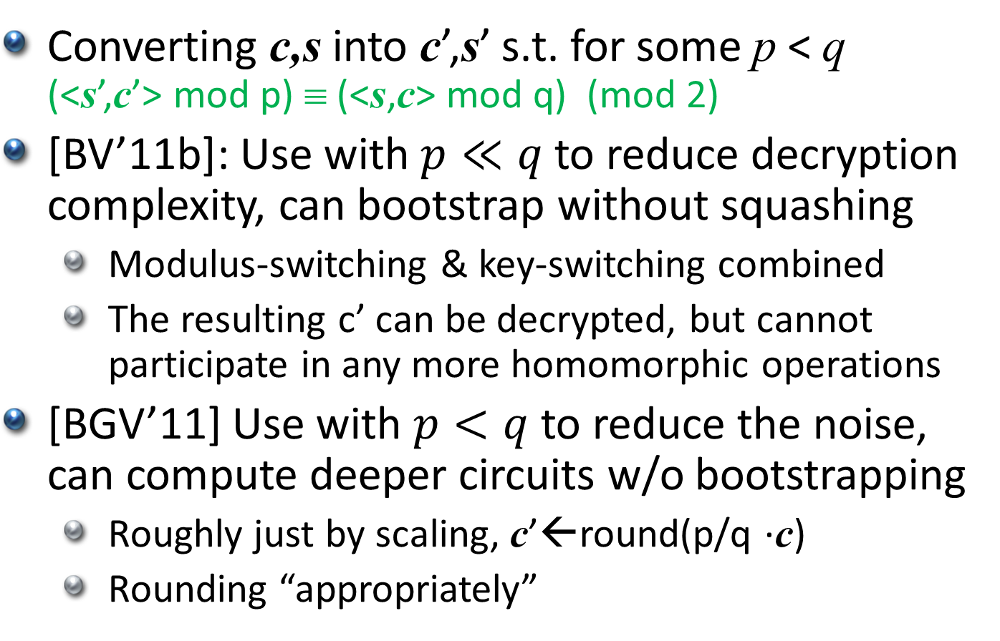 Converting c,s into c′,s′ s.t. for some p < q
(<s′,c′> mod p) ≡ (<s,c> mod q) (mod 2)
[BV’11b]: Use with p ≪ q to reduce decryption
complexity, can bootstrap without squashing
Modulus-switching & key-switching combined
The resulting c’ can be decrypted, but cannot
participate in any more homomorphic operations
[BGV’11] Use with p < q to reduce the noise,
can compute deeper circuits w/o bootstrapping
Roughly just by scaling, c′←round(p/q ·c)
Rounding “appropriately”